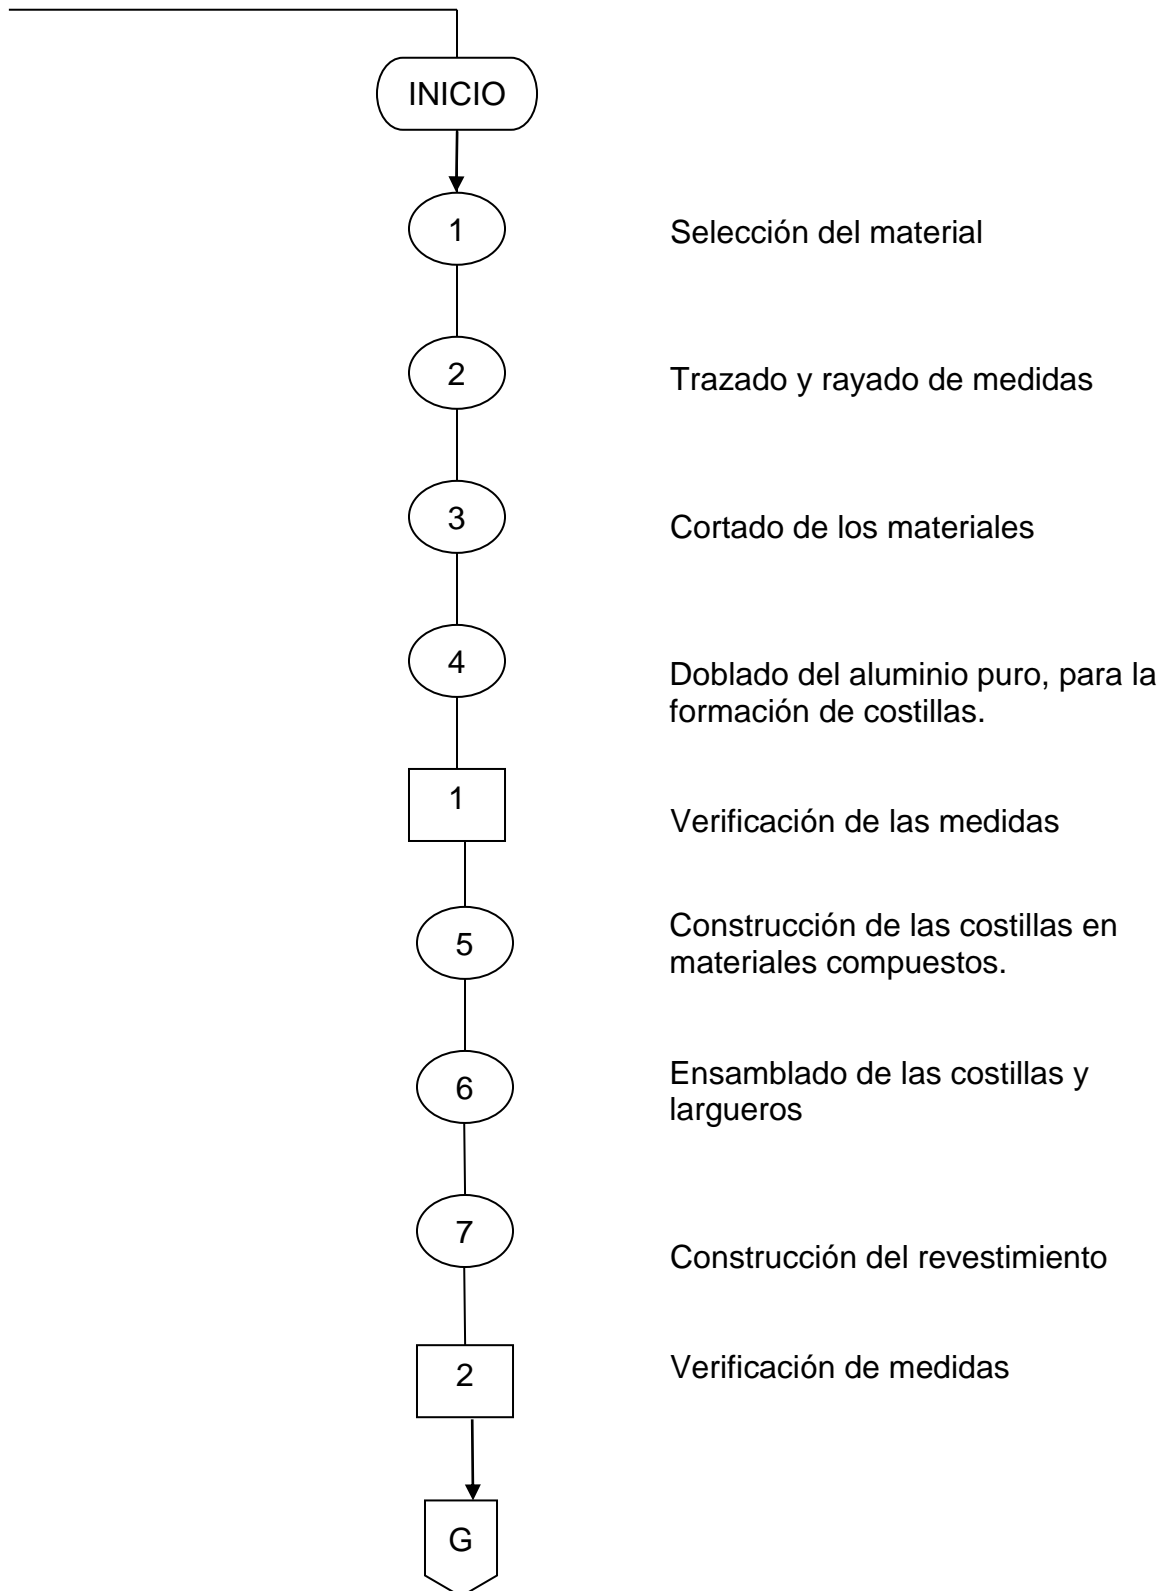 INICIO
1
Selección del material
2
Trazado y rayado de medidas
3
Cortado de los materiales
4
Doblado del aluminio puro, para la
formación de costillas.
1
Verificación de las medidas
5
Construcción de las costillas en
materiales compuestos.
6
Ensamblado de las costillas y
largueros
7
Construcción del revestimiento
2
Verificación de medidas
G